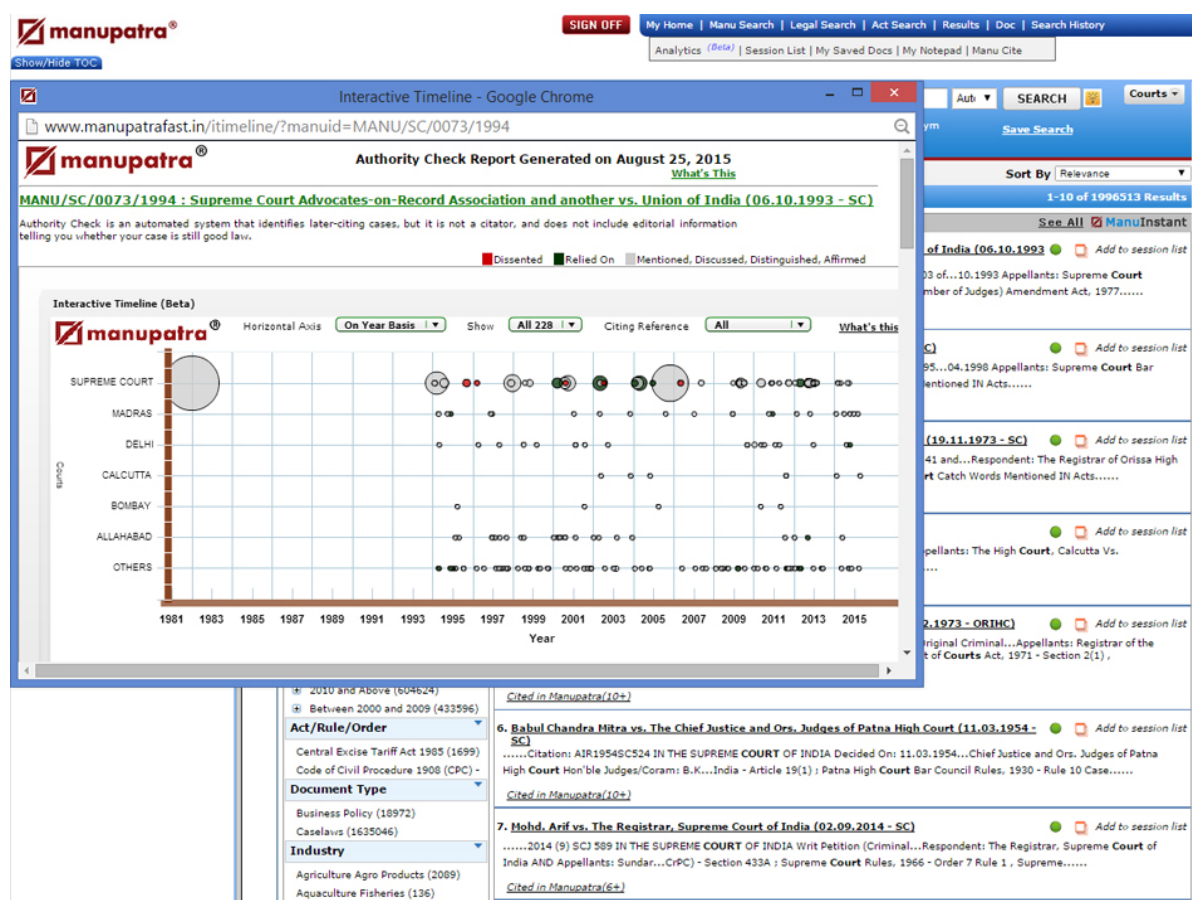 manupatra®
SIGN OFF
My Home | Manu Search | Legal Search | Act Search | Results | Doc | Search History
Analytics (Beta) | Session List | My Saved Docs | My Notepad | Manu Cite
Show/Hide TOC
Interactive Timeline - Google Chrome
www.manupatrafast.in/itimeline/?manuid=MANU/SC/0073/1994
manupatra®
Authority Check Report Generated on August 25, 2015
What's This
MANU/SC/0073/1994 : Supreme Court Advocates-on-Record Association and another vs. Union of India (06.10.1993 - SC)
Authority Check is an automated system that identifies later-citing cases, but it is not a citator, and does not include editorial information
telling you whether your case is still good law.
Dissented Relied On Mentioned, Discussed, Distinguished, Affirmed
Interactive Timeline (Beta)
manupatra®
Horizontal Axis On Year Basis Show All 228 Citing Reference All What's this
SUPREME COURT
MADRAS
DELHI
CALCUTTA
BOMBAY
ALLAHABAD
OTHERS
Courts
1981 1983 1985 1987 1989 1991 1993 1995 1997 1999 2001 2003 2005 2007 2009 2011 2013 2015
Year
Aut SEARCH Courts
ym Save Search
Sort By Relevance
1-10 of 1996513 Results
See All ManuInstant
of India (06.10.1993 Add to session list
03 of...10.1993 Appellants: Supreme Court
mber of Judges) Amendment Act, 1977......
C) Add to session list
95...04.1998 Appellants: Supreme Court Bar
entioned IN Acts......
(19.11.1973 - SC) Add to session list
41 and...Respondent: The Registrar of Orissa High
rt Catch Words Mentioned IN Acts......
Add to session list
pellants: The High Court, Calcutta Vs.
....
2.1973 - ORIHC) Add to session list
riginal Criminal...Appellants: Registrar of the
t of Courts Act, 1971 - Section 2(1) ,
2010 and Above (604624)
Between 2000 and 2009 (433596)
Act/Rule/Order
Central Excise Tariff Act 1985 (1699)
Code of Civil Procedure 1908 (CPC) -
Document Type
Business Policy (18972)
Caselaws (1635046)
Industry
Agriculture Agro Products (2089)
Aquaculture Fisheries (136)
Cited in Manupatra(10+)
6. Babul Chandra Mitra vs. The Chief Justice and Ors. Judges of Patna High Court (11.03.1954 - Add to session list
SC)
......Citation: AIR1954SC524 IN THE SUPREME COURT OF INDIA Decided On: 11.03.1954...Chief Justice and Ors. Judges of Patna
High Court Hon'ble Judges/Coram: B.K...India - Article 19(1) ; Patna High Court Bar Council Rules, 1930 - Rule 10 Case......
Cited in Manupatra(10+)
7. Mohd. Arif vs. The Registrar, Supreme Court of India (02.09.2014 - SC) Add to session list
......2014 (9) SCJ 589 IN THE SUPREME COURT OF INDIA Writ Petition (Criminal...Respondent: The Registrar, Supreme Court of
India AND Appellants: Sundar...CrPC) - Section 433A ; Supreme Court Rules, 1966 - Order 7 Rule 1 , Supreme......
Cited in Manupatra(6+)